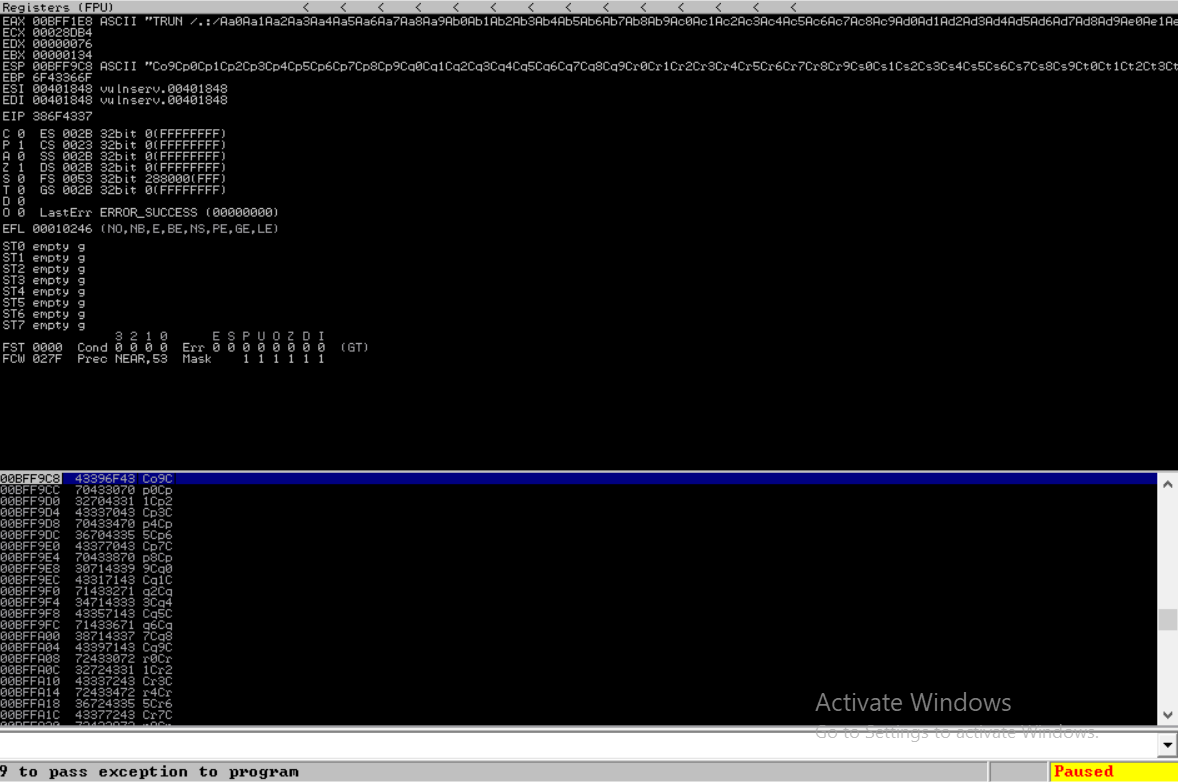 Registers (FPU) < < < < < < < < < < < < < <
EAX 00BFF1E8 ASCII "TRUN /.:/Aa0Aa1Aa2Aa3Aa4Aa5Aa6Aa7Aa8Aa9Ab0Ab1Ab2Ab3Ab4Ab5Ab6Ab7Ab8Ab9Ac0Ac1Ac2Ac3Ac4Ac5Ac6Ac7Ac8Ac9Ad0Ad1Ad2Ad3Ad4Ad5Ad6Ad7Ad8Ad9Ae0Ae1Ae
ECX 00028DB4
EDX 00000076
EBX 00000134
ESP 00BFF9C8 ASCII "Co9Cp0Cp1Cp2Cp3Cp4Cp5Cp6Cp7Cp8Cp9Cq0Cq1Cq2Cq3Cq4Cq5Cq6Cq7Cq8Cq9Cr0Cr1Cr2Cr3Cr4Cr5Cr6Cr7Cr8Cr9Cs0Cs1Cs2Cs3Cs4Cs5Cs6Cs7Cs8Cs9Ct0Ct1Ct2Ct3Ct
EBP 6F43366F
ESI 00401848 vulnserv.00401848
EDI 00401848 vulnserv.00401848
EIP 386F4337
C 0 ES 002B 32bit 0(FFFFFFFF)
P 1 CS 0023 32bit 0(FFFFFFFF)
A 0 SS 002B 32bit 0(FFFFFFFF)
Z 1 DS 002B 32bit 0(FFFFFFFF)
S 0 FS 0053 32bit 288000(FFF)
T 0 GS 002B 32bit 0(FFFFFFFF)
D 0
O 0 LastErr ERROR_SUCCESS (00000000)
EFL 00010246 (NO,NB,E,BE,NS,PE,GE,LE)
ST0 empty g
ST1 empty g
ST2 empty g
ST3 empty g
ST4 empty g
ST5 empty g
ST6 empty g
ST7 empty g
3 2 1 0 E S P U O Z D I
FST 0000 Cond 0 0 0 0 Err 0 0 0 0 0 0 0 0 (GT)
FCW 027F Prec NEAR,53 Mask 1 1 1 1 1 1
00BFF9C8 43396F43 Co9C
00BFF9CC 70433070 p0Cp
00BFF9D0 32704331 1Cp2
00BFF9D4 43337043 Cp3C
00BFF9D8 70433470 p4Cp
00BFF9DC 36704335 5Cp6
00BFF9E0 43377043 Cp7C
00BFF9E4 70433870 p8Cp
00BFF9E8 30714339 9Cq0
00BFF9EC 43317143 Cq1C
00BFF9F0 71433271 q2Cq
00BFF9F4 34714333 3Cq4
00BFF9F8 43357143 Cq5C
00BFF9FC 71433671 q6Cq
00BFFA00 38714337 7Cq8
00BFFA04 43397143 Cq9C
00BFFA08 72433072 r0Cr
00BFFA0C 32724331 1Cr2
00BFFA10 43337243 Cr3C
00BFFA14 72433472 r4Cr
00BFFA18 36724335 5Cr6
00BFFA1C 43377243 Cr7C
Activate Windows
Go to Settings to activate Windows.
9 to pass exception to program
Paused